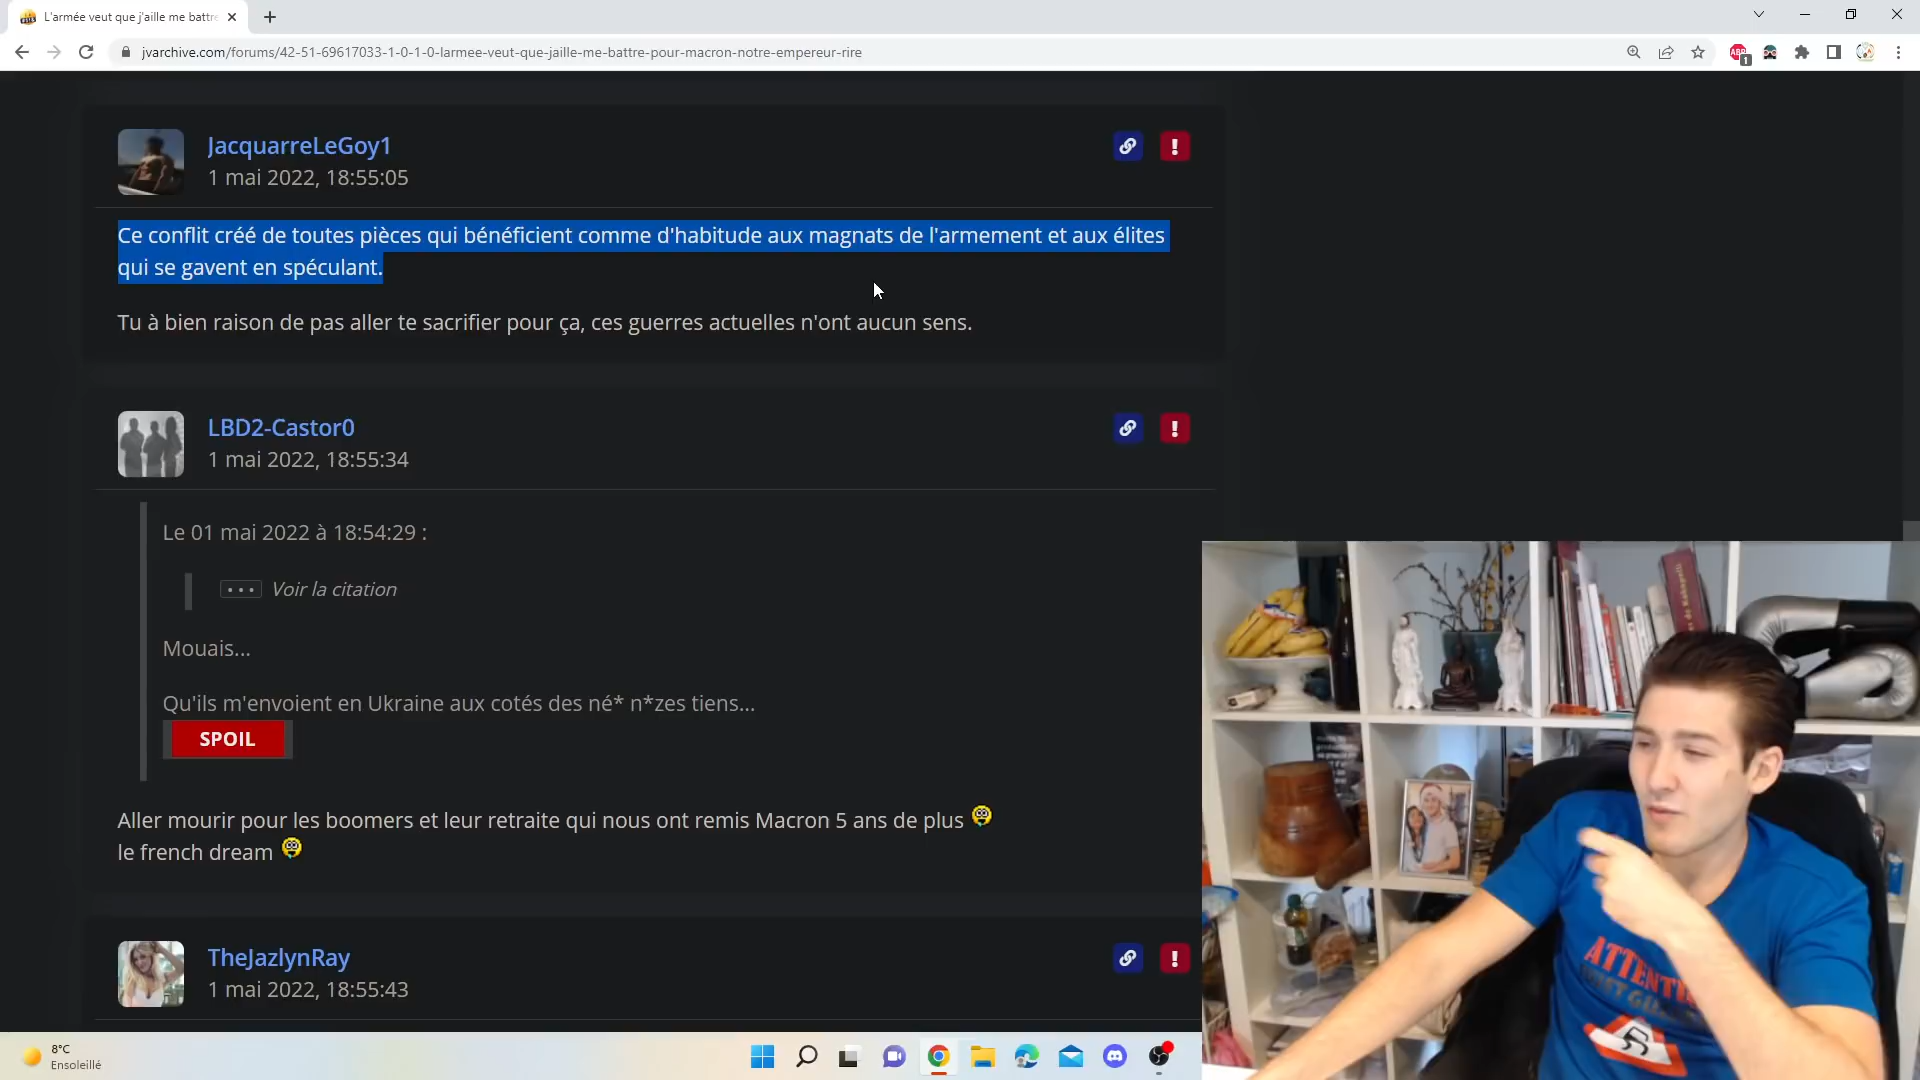 L'armée veut que j'aille me battre
jvarchive.com/forums/42-51-69617033-1-0-1-0-larmee-veut-que-jaille-me-battre-pour-macron-notre-empereur-rire
ABP
1
JacquarreLeGoy1
1 mai 2022, 18:55:05
Ce conflit créé de toutes pièces qui bénéficient comme d'habitude aux magnats de l'armement et aux élites
qui se gavent en spéculant.
Tu à bien raison de pas aller te sacrifier pour ça, ces guerres actuelles n'ont aucun sens.
LBD2-Castor0
1 mai 2022, 18:55:34
Le 01 mai 2022 à 18:54:29 :
Voir la citation
Mouais...
Qu'ils m'envoient en Ukraine aux cotés des né* n*zes tiens...
SPOIL
Aller mourir pour les boomers et leur retraite qui nous ont remis Macron 5 ans de plus
le french dream
TheJazlynRay
1 mai 2022, 18:55:43
8°C
Ensoleillé